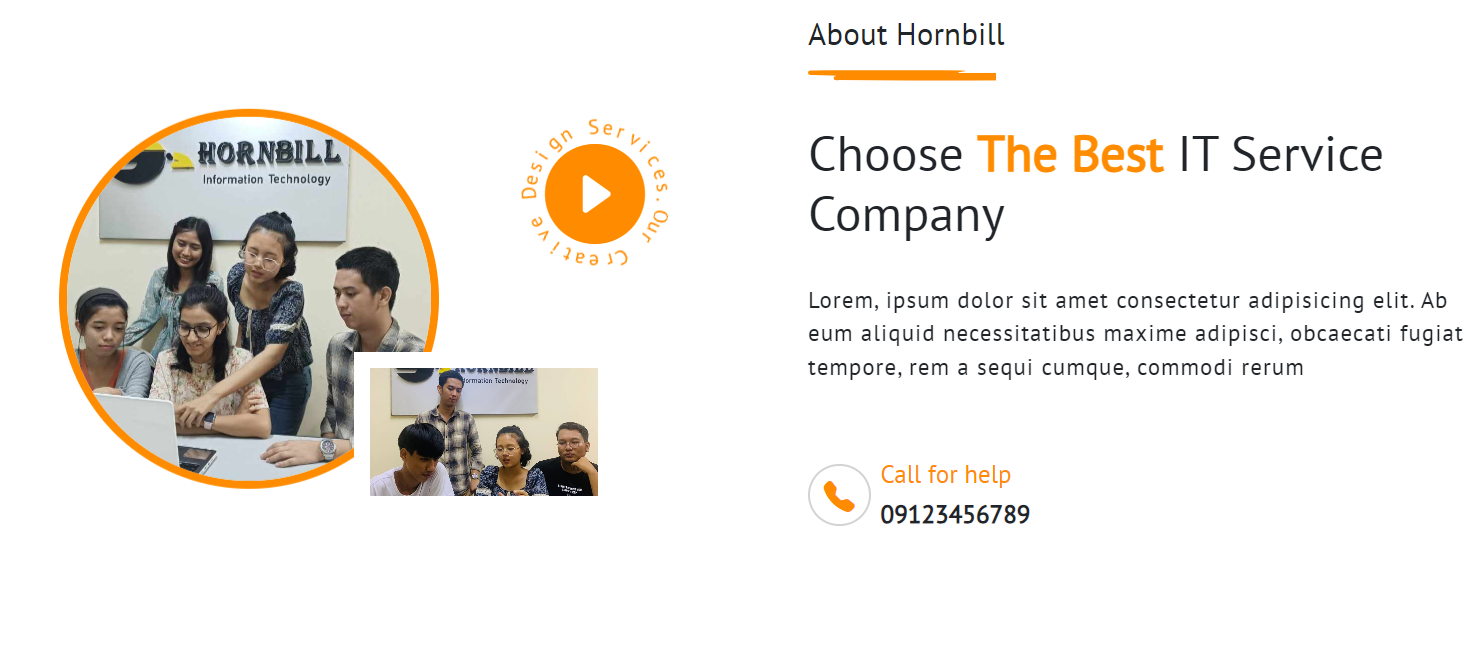 About Hornbill
Choose The Best IT Service
Company
Lorem, ipsum dolor sit amet consectetur adipisicing elit. Ab
eum aliquid necessitatibus maxime adipisci, obcaecati fugiat
tempore, rem a sequi cumque, commodi rerum
Call for help
09123456789
HORNBILL
Information Technology
Design Services. Our Creative
HORNBILL
Information Technology